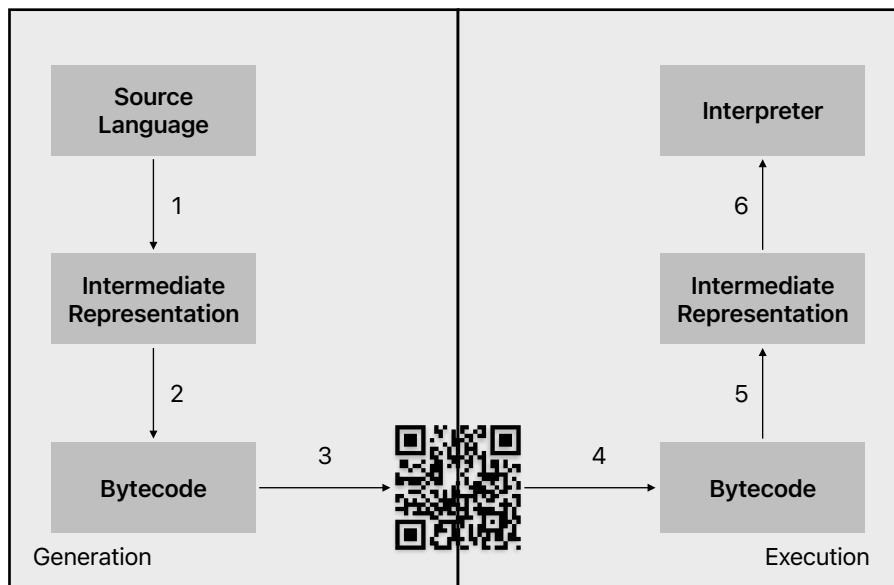 Source
Language
1
Intermediate
Representation
2
Bytecode
3
Generation
Interpreter
6
Intermediate
Representation
5
4
Bytecode
Execution